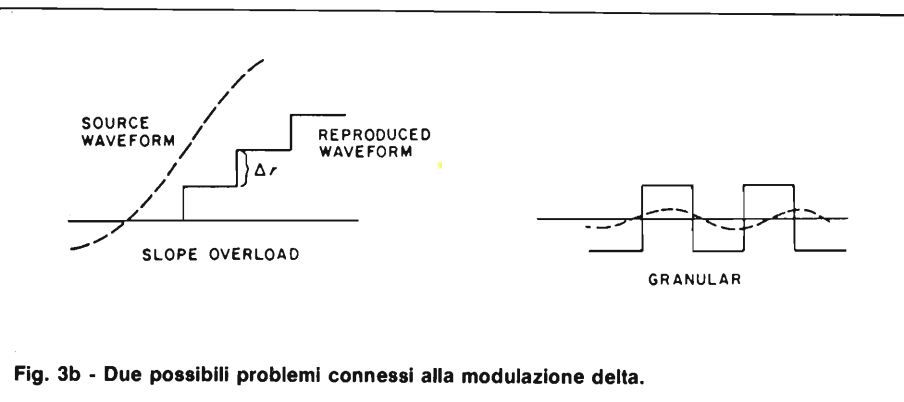 SOURCE
WAVEFORM
REPRODUCED
WAVEFORM
Δr
SLOPE OVERLOAD
GRANULAR
Fig. 3b - Due possibili problemi connessi alla modulazione delta.